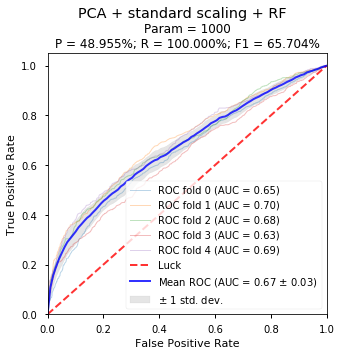 PCA + standard scaling + RF
Param = 1000
P = 48.955%; R = 100.000%; F1 = 65.704%
1.0
0.8
0.6
0.4
0.2
0.0
True Positive Rate
ROC fold 0 (AUC = 0.65)
ROC fold 1 (AUC = 0.70)
ROC fold 2 (AUC = 0.68)
ROC fold 3 (AUC = 0.63)
ROC fold 4 (AUC = 0.69)
Luck
Mean ROC (AUC = 0.67 ± 0.03)
± 1 std. dev.
0.0 0.2 0.4 0.6 0.8 1.0
False Positive Rate